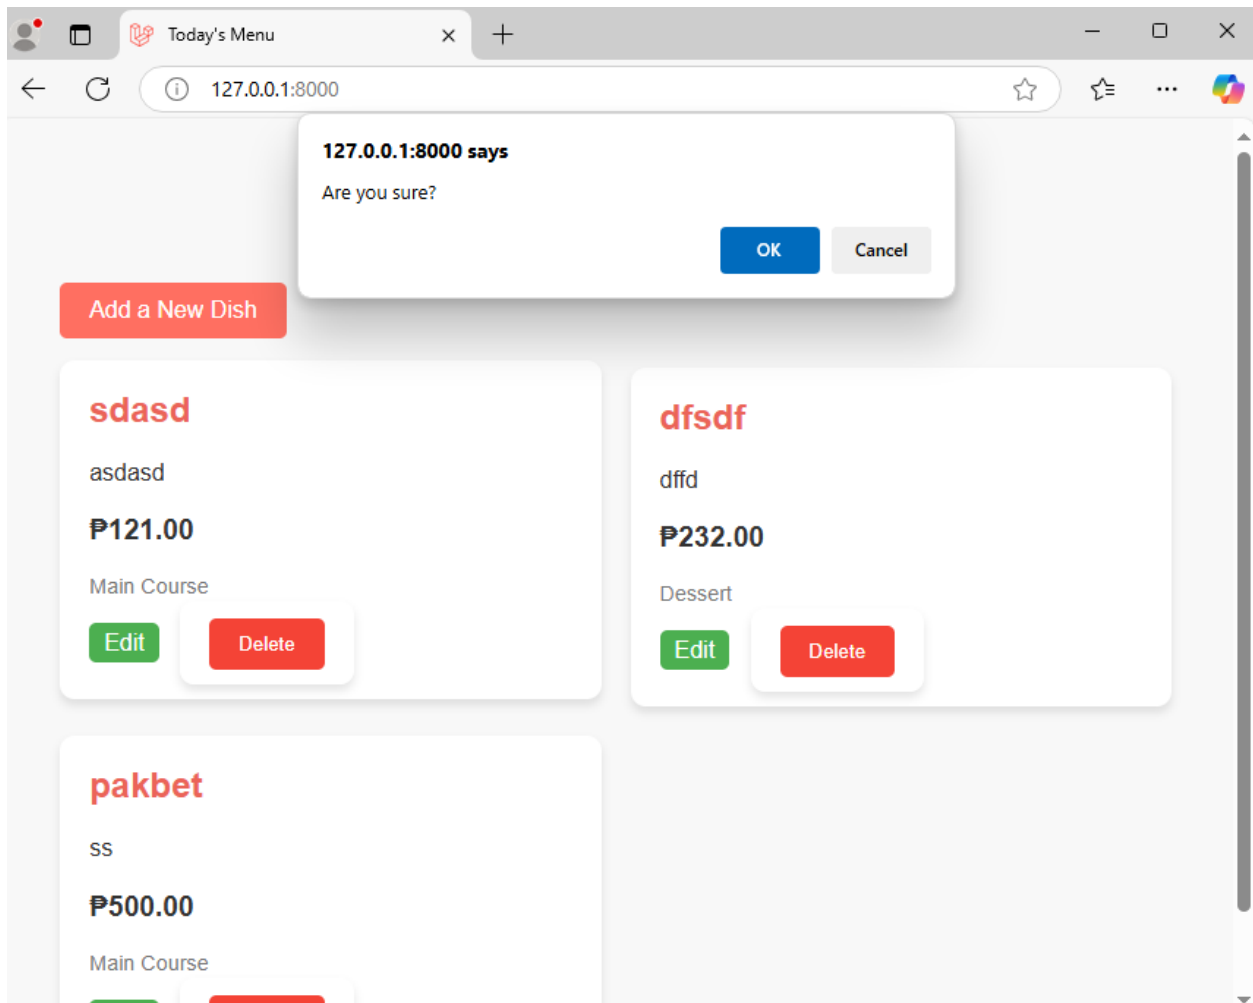 Today's Menu
127.0.0.1:8000
127.0.0.1:8000 says
Are you sure?
OK Cancel
Add a New Dish
sdasd
asdasd
₱121.00
Main Course
Edit Delete
dfsdf
dffd
₱232.00
Dessert
Edit Delete
pakbet
ss
₱500.00
Main Course